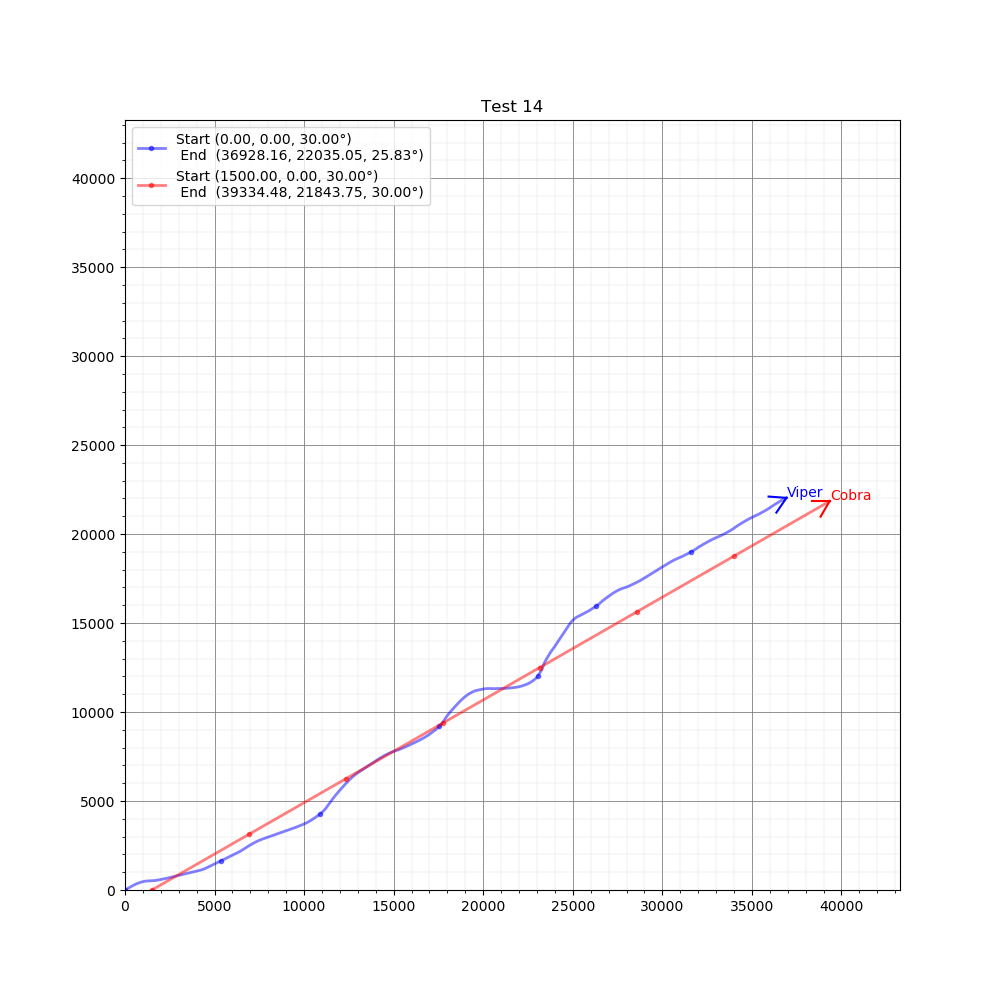 Test 14
Start (0.00, 0.00, 30.00°)
End (36928.16, 22035.05, 25.83°)
Start (1500.00, 0.00, 30.00°)
End (39334.48, 21843.75, 30.00°)
40000
35000
30000
25000
20000
15000
10000
5000
0
Viper
Cobra
0 5000 10000 15000 20000 25000 30000 35000 40000